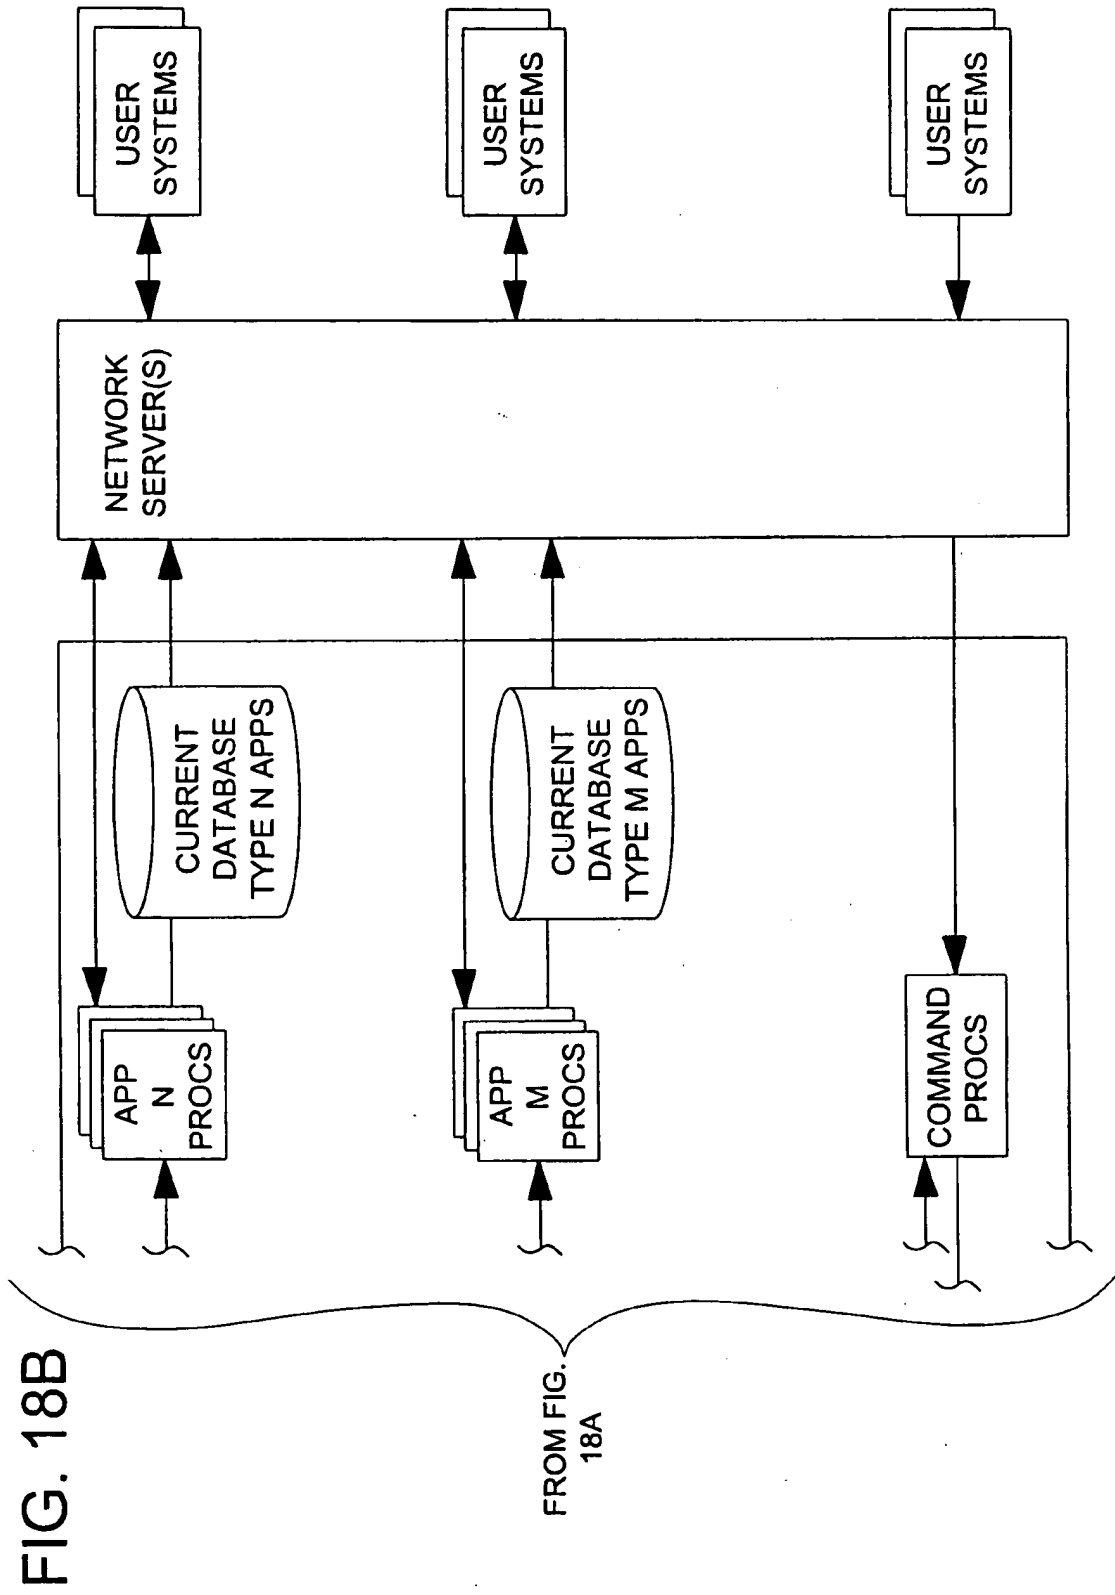 FIG. 18B
FROM FIG.
18A
APP
N
PROCS
CURRENT
DATABASE
TYPE N APPS
NETWORK
SERVER(S)
USER
SYSTEMS
APP
M
PROCS
CURRENT
DATABASE
TYPE M APPS
USER
SYSTEMS
COMMAND
PROCS
USER
SYSTEMS